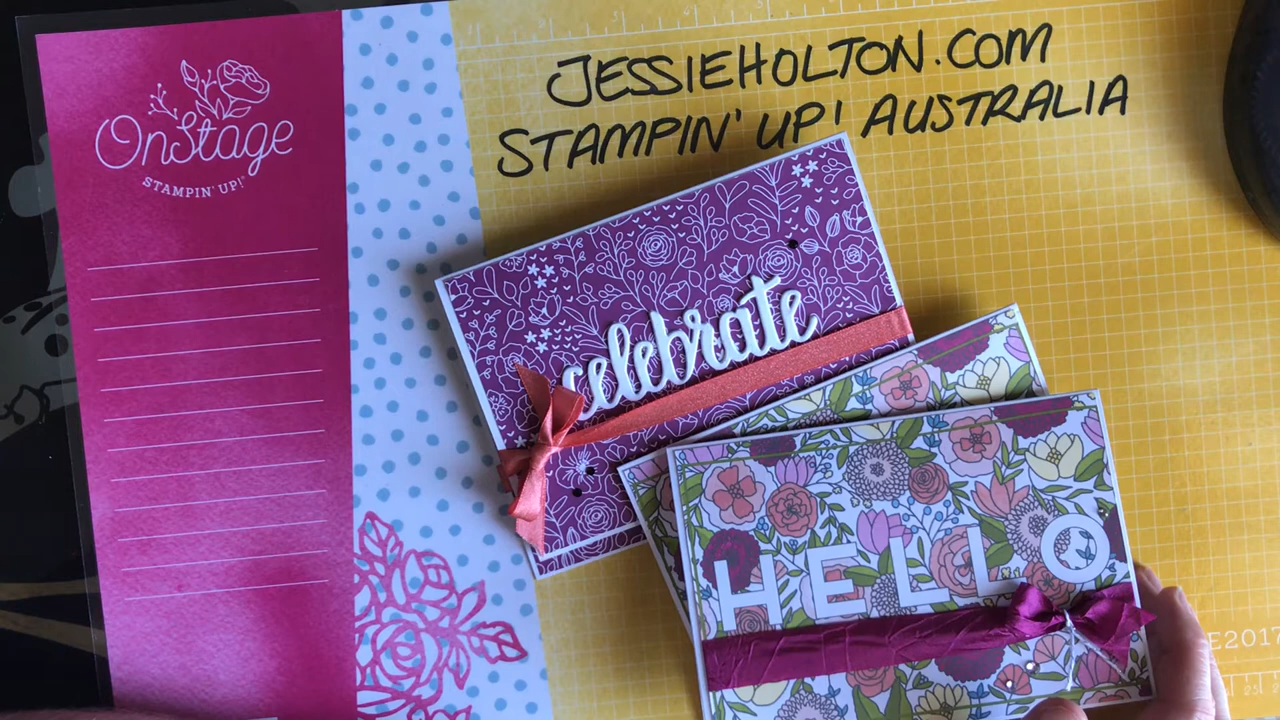 JESSIEHOLTON.COM
STAMPIN' UP! AUSTRALIA
OnStage
STAMPIN' UP!®
celebrate
HELLO
E2017